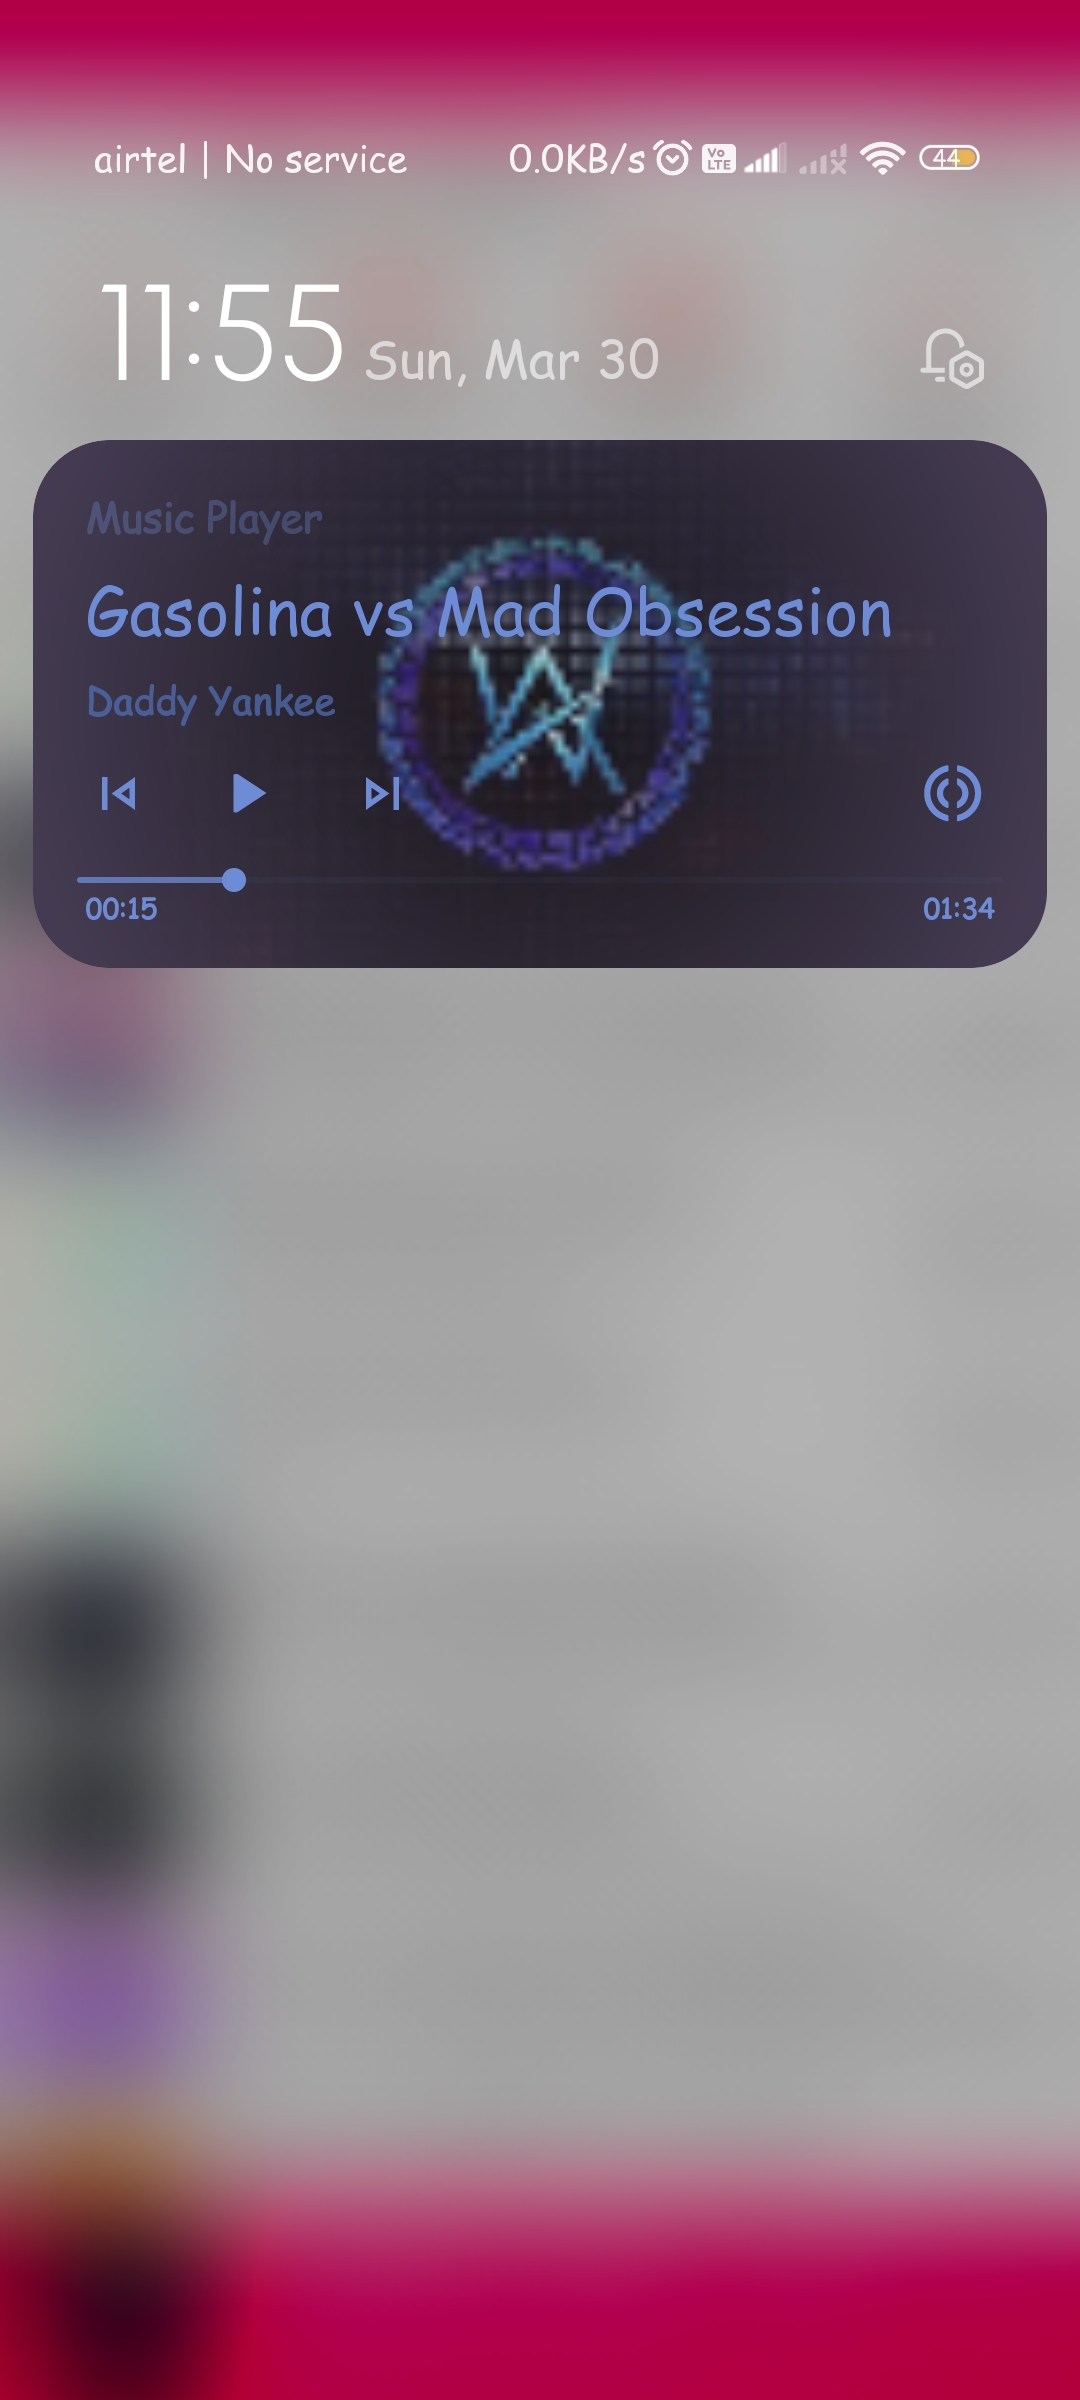 airtel | No service 0.0KB/s Vo LTE 44
11:55 Sun, Mar 30
Music Player
Gasolina vs Mad Obsession
Daddy Yankee
00:15 01:34